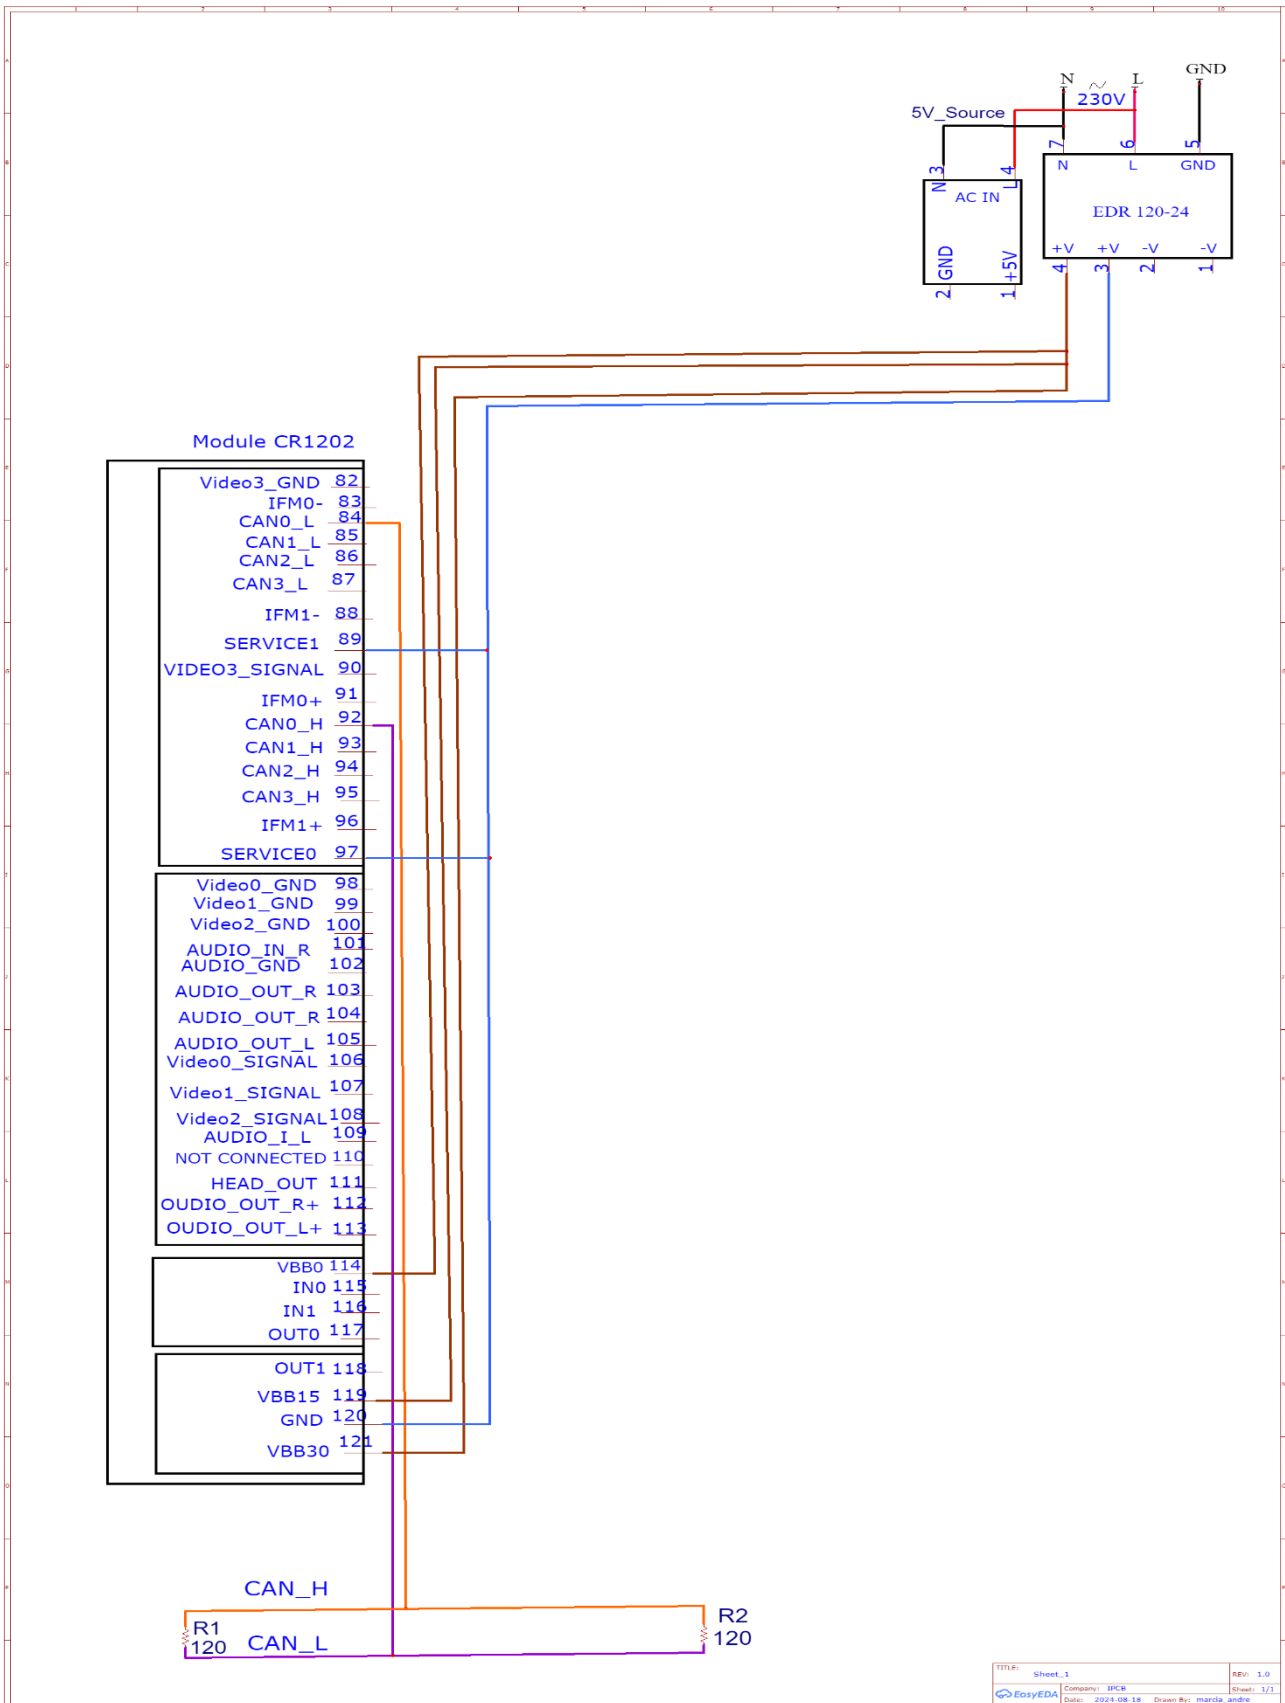 N ~ L GND
230V
5V_Source
7 6 5
N L GND
3 4
N L
AC IN
EDR 120-24
+V +V -V -V
GND +5V
4 3 2 1
2 1
Module CR1202
Video3_GND 82
IFM0- 83
CAN0_L 84
CAN1_L 85
CAN2_L 86
CAN3_L 87
IFM1- 88
SERVICE1 89
VIDEO3_SIGNAL 90
IFM0+ 91
CAN0_H 92
CAN1_H 93
CAN2_H 94
CAN3_H 95
IFM1+ 96
SERVICE0 97
Video0_GND 98
Video1_GND 99
Video2_GND 100
AUDIO_IN_R 101
AUDIO_GND 102
AUDIO_OUT_R 103
AUDIO_OUT_R 104
AUDIO_OUT_L 105
Video0_SIGNAL 106
Video1_SIGNAL 107
Video2_SIGNAL 108
AUDIO_I_L 109
NOT CONNECTED 110
HEAD_OUT 111
OUDIO_OUT_R+ 112
OUDIO_OUT_L+ 113
VBB0 114
IN0 115
IN1 116
OUT0 117
OUT1 118
VBB15 119
GND 120
VBB30 121
CAN_H
R1
120
CAN_L
R2
120
TITLE: Sheet_1 REV: 1.0
EasyEDA
Company: IPCB Sheet: 1/1
Date: 2024-08-18 Drawn By: marcia_andre